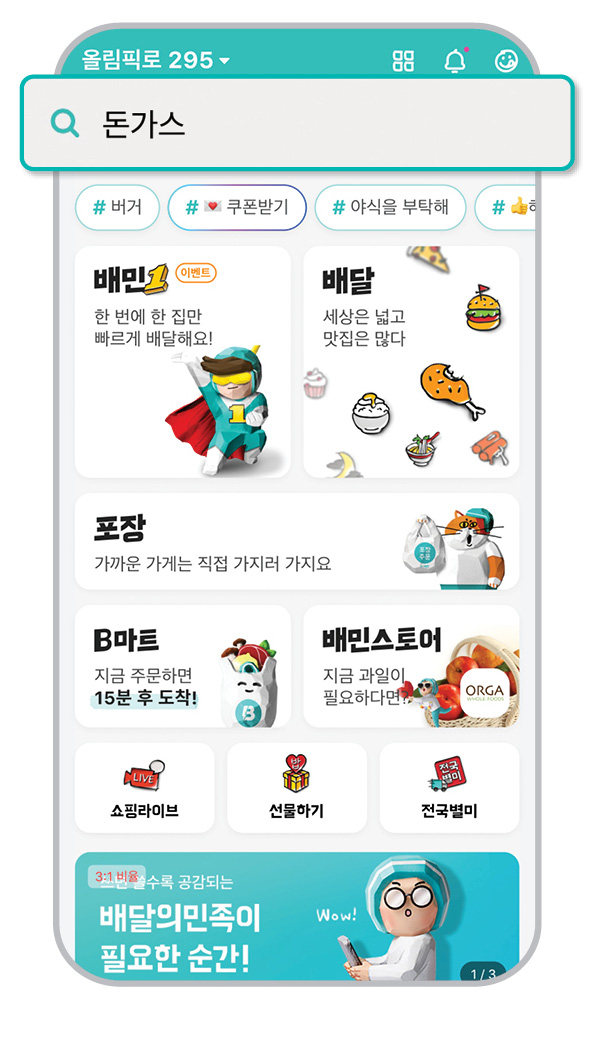 올림픽로 295
돈가스
# 버거
# 💌 쿠폰받기
# 야식을 부탁해
# 👍
배민1 이벤트
한 번에 한 집만
빠르게 배달해요!
1
배달
세상은 넓고
맛집은 많다
포장
가까운 가게는 직접 가지러 가지요
포장
주문
B마트
지금 주문하면
15분 후 도착!
B
배민스토어
지금 과일이
필요하다면?
ORGA
WHOLE FOODS
LIVE
쇼핑라이브
밥
선물하기
전국
별미
전국별미
3:1 비율
쓸수록 공감되는
배달의민족이
필요한 순간!
Wow!
1 / 3